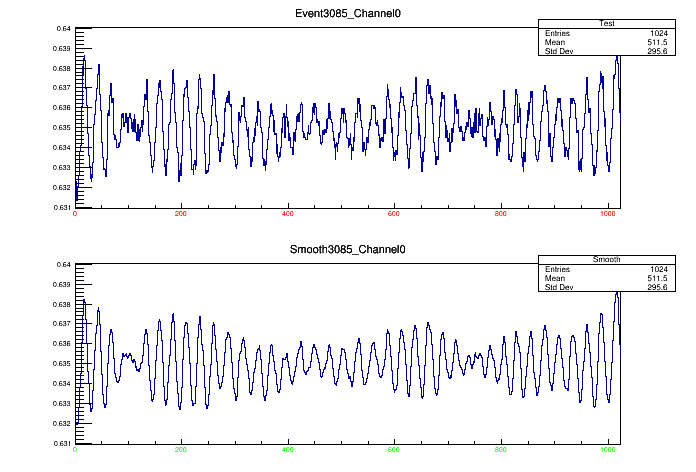 Event3085_Channel0
Test
Entries 1024
Mean 511.5
Std Dev 295.6
0.64
0.639
0.638
0.637
0.636
0.635
0.634
0.633
0.632
0.631
0 200 400 600 800 1000
Smooth3085_Channel0
Smooth
Entries 1024
Mean 511.5
Std Dev 295.6
0.64
0.639
0.638
0.637
0.636
0.635
0.634
0.633
0.632
0.631
0 200 400 600 800 1000